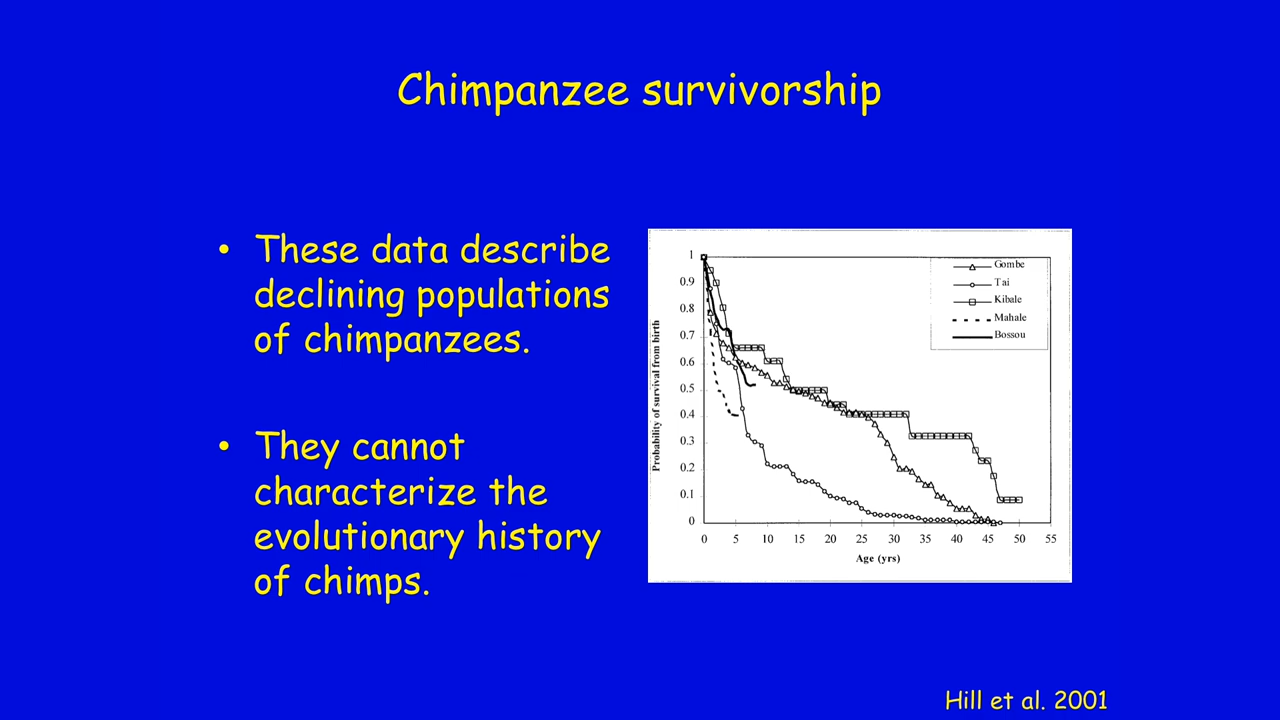 Chimpanzee survivorship
• These data describe
declining populations
of chimpanzees.
• They cannot
characterize the
evolutionary history
of chimps.
Probability of survival from birth
1
0.9
0.8
0.7
0.6
0.5
0.4
0.3
0.2
0.1
0
0 5 10 15 20 25 30 35 40 45 50 55
Age (yrs)
Gombe
Tai
Kibale
Mahale
Bossou
Hill et al. 2001